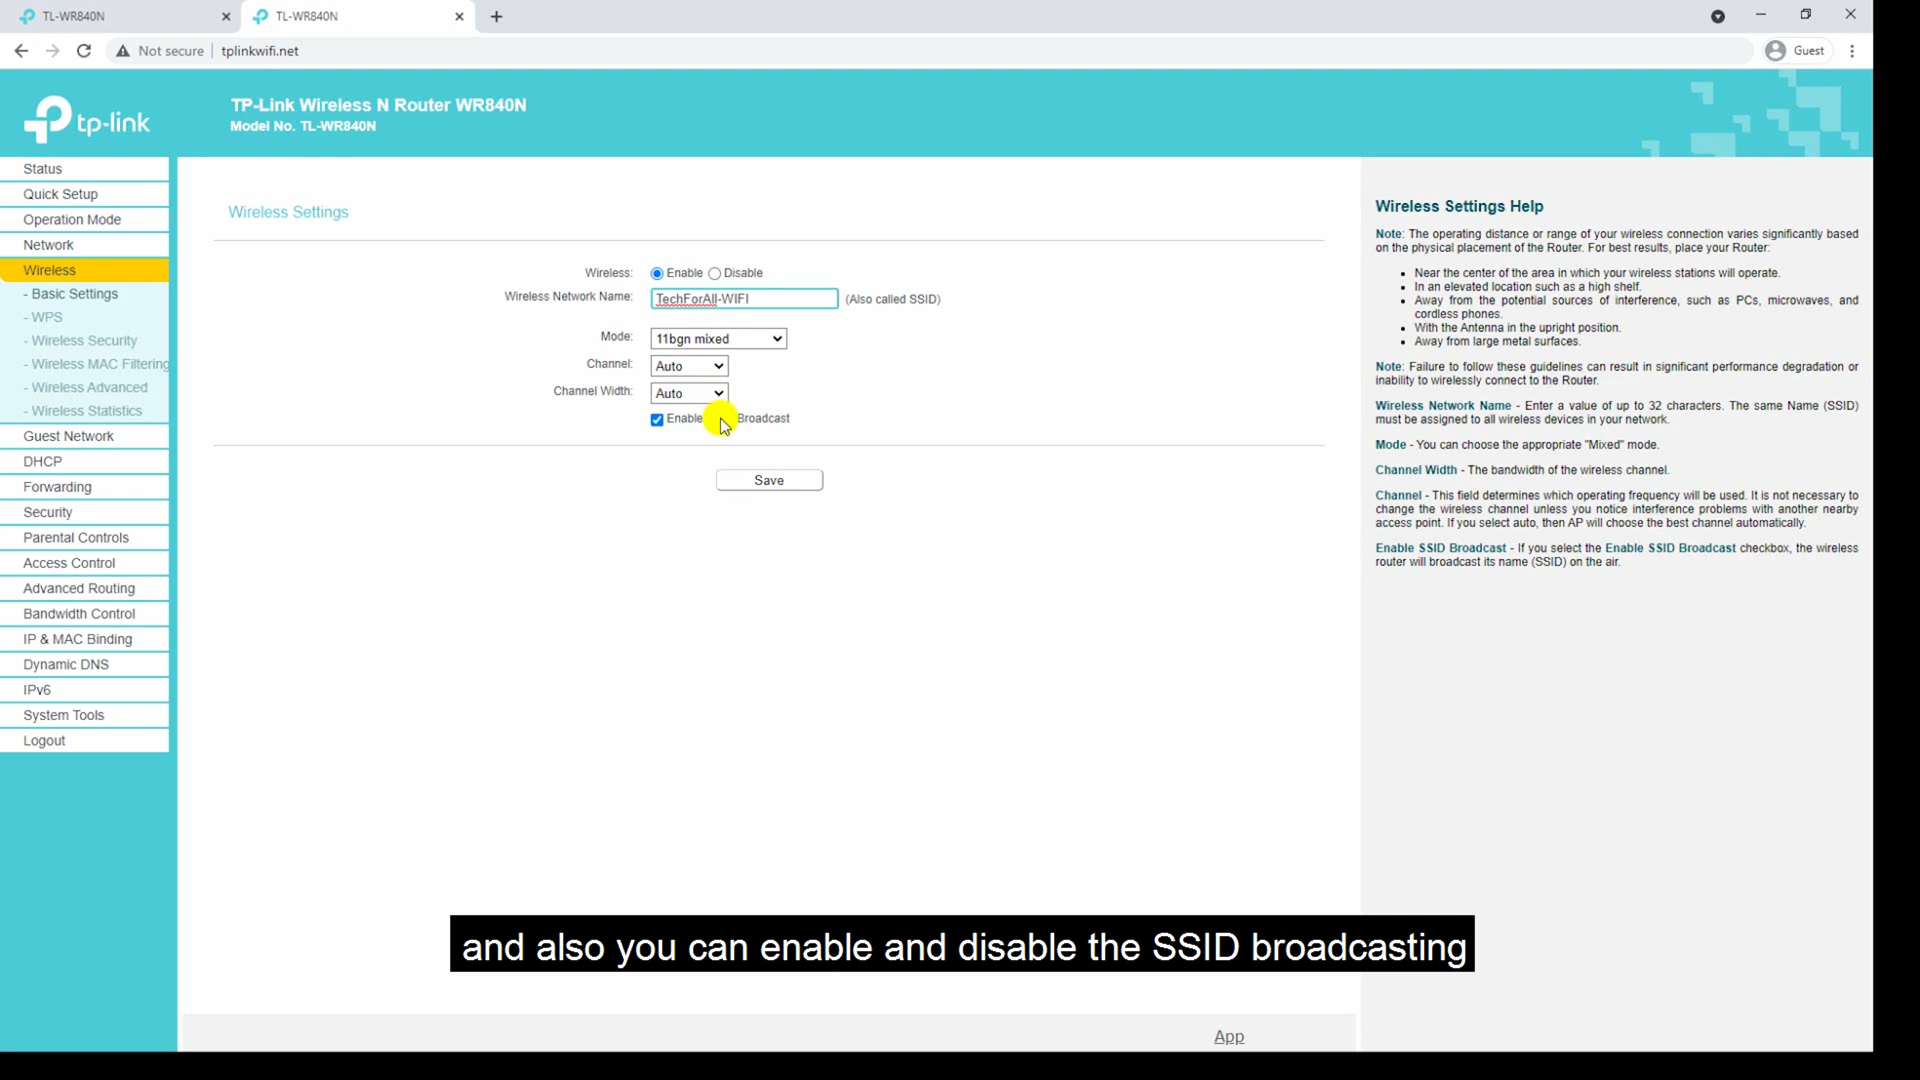 TL-WR840N
TL-WR840N
Not secure
tplinkwifi.net
Guest
tp-link
TP-Link Wireless N Router WR840N
Model No. TL-WR840N
Status
Quick Setup
Operation Mode
Network
Wireless
- Basic Settings
- WPS
- Wireless Security
- Wireless MAC Filtering
- Wireless Advanced
- Wireless Statistics
Guest Network
DHCP
Forwarding
Security
Parental Controls
Access Control
Advanced Routing
Bandwidth Control
IP & MAC Binding
Dynamic DNS
IPv6
System Tools
Logout
Wireless Settings
Wireless: Enable Disable
Wireless Network Name: TechForAll-WIFI (Also called SSID)
Mode: 11bgn mixed
Channel: Auto
Channel Width: Auto
Enable Broadcast
Save
Wireless Settings Help
Note: The operating distance or range of your wireless connection varies significantly based
on the physical placement of the Router. For best results, place your Router:
• Near the center of the area in which your wireless stations will operate.
• In an elevated location such as a high shelf.
• Away from the potential sources of interference, such as PCs, microwaves, and
cordless phones.
• With the Antenna in the upright position.
• Away from large metal surfaces.
Note: Failure to follow these guidelines can result in significant performance degradation or
inability to wirelessly connect to the Router.
Wireless Network Name - Enter a value of up to 32 characters. The same Name (SSID)
must be assigned to all wireless devices in your network.
Mode - You can choose the appropriate "Mixed" mode.
Channel Width - The bandwidth of the wireless channel.
Channel - This field determines which operating frequency will be used. It is not necessary to
change the wireless channel unless you notice interference problems with another nearby
access point. If you select auto, then AP will choose the best channel automatically.
Enable SSID Broadcast - If you select the Enable SSID Broadcast checkbox, the wireless
router will broadcast its name (SSID) on the air.
and also you can enable and disable the SSID broadcasting
App